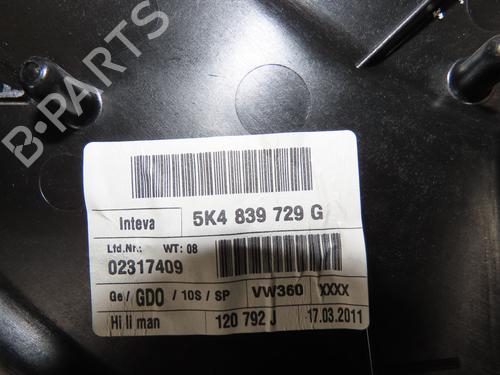 B-PARTS
Inteva
5K4 839 729 G
Lfd.Nr.: WT: 08
02317409
Ge/ GDO / 10S / SP VW360 XXXX
Hi li man 120 792 J 17.03.2011